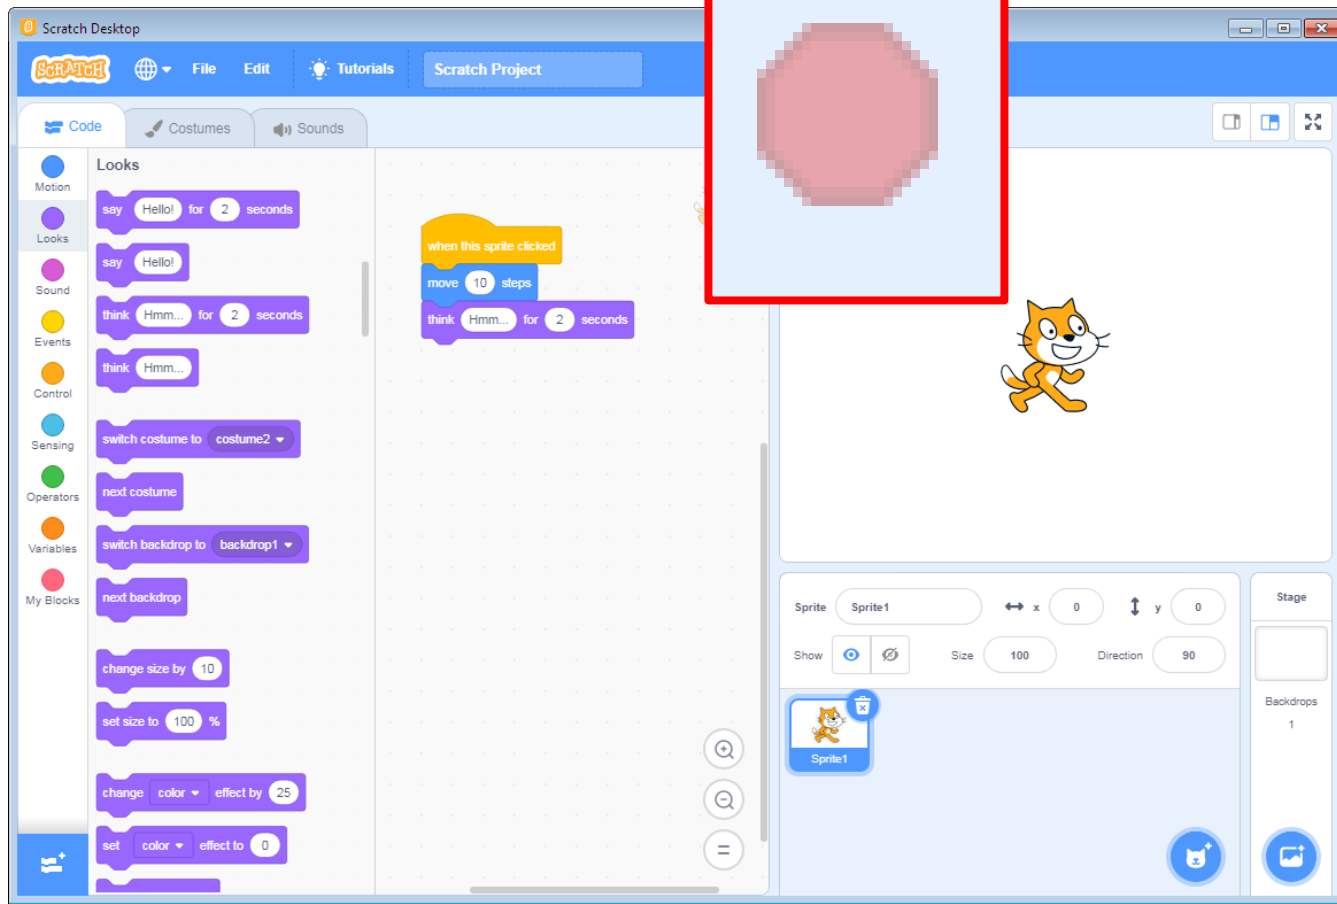 Scratch Desktop
SCRATCH File Edit Tutorials Scratch Project
Code Costumes Sounds
Motion
Looks
Sound
Events
Control
Sensing
Operators
Variables
My Blocks
Looks
say Hello! for 2 seconds
say Hello!
think Hmm... for 2 seconds
think Hmm...
switch costume to costume2
next costume
switch backdrop to backdrop1
next backdrop
change size by 10
set size to 100 %
change color effect by 25
set color effect to 0
when this sprite clicked
move 10 steps
think Hmm... for 2 seconds
Sprite Sprite1 x 0 y 0
Show Size 100 Direction 90
Sprite1
Stage
Backdrops
1